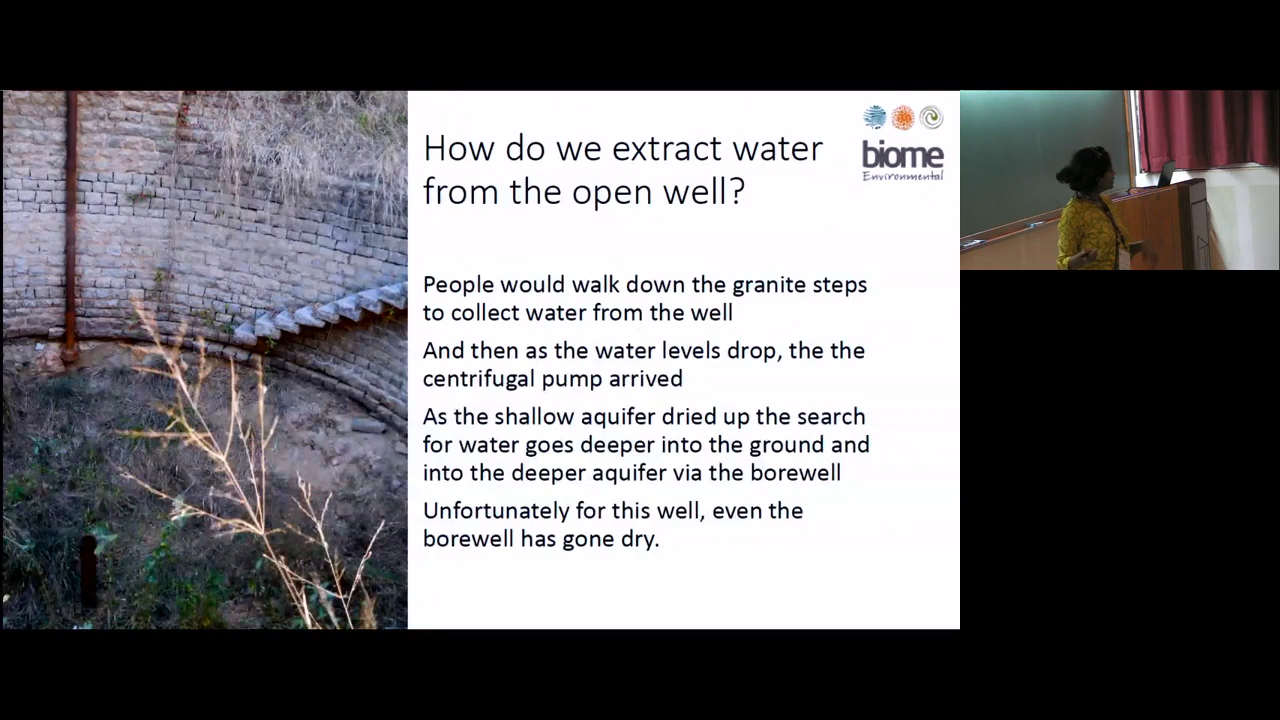 How do we extract water
from the open well?
biome
Environmental
People would walk down the granite steps
to collect water from the well
And then as the water levels drop, the the
centrifugal pump arrived
As the shallow aquifer dried up the search
for water goes deeper into the ground and
into the deeper aquifer via the borewell
Unfortunately for this well, even the
borewell has gone dry.